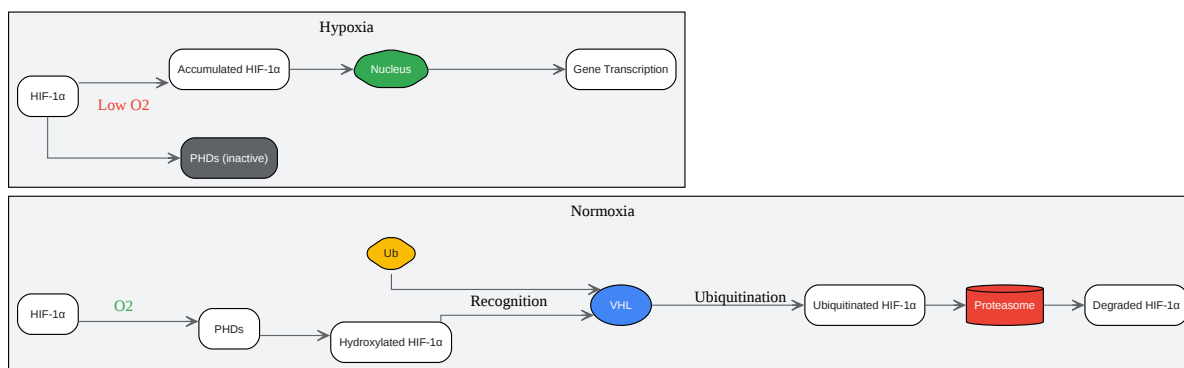 Hypoxia
HIF-1α
Low O2
Accumulated HIF-1α
Nucleus
Gene Transcription
PHDs (inactive)
Normoxia
HIF-1α
O2
PHDs
Hydroxylated HIF-1α
Ub
Recognition
VHL
Ubiquitination
Ubiquitinated HIF-1α
Proteasome
Degraded HIF-1α